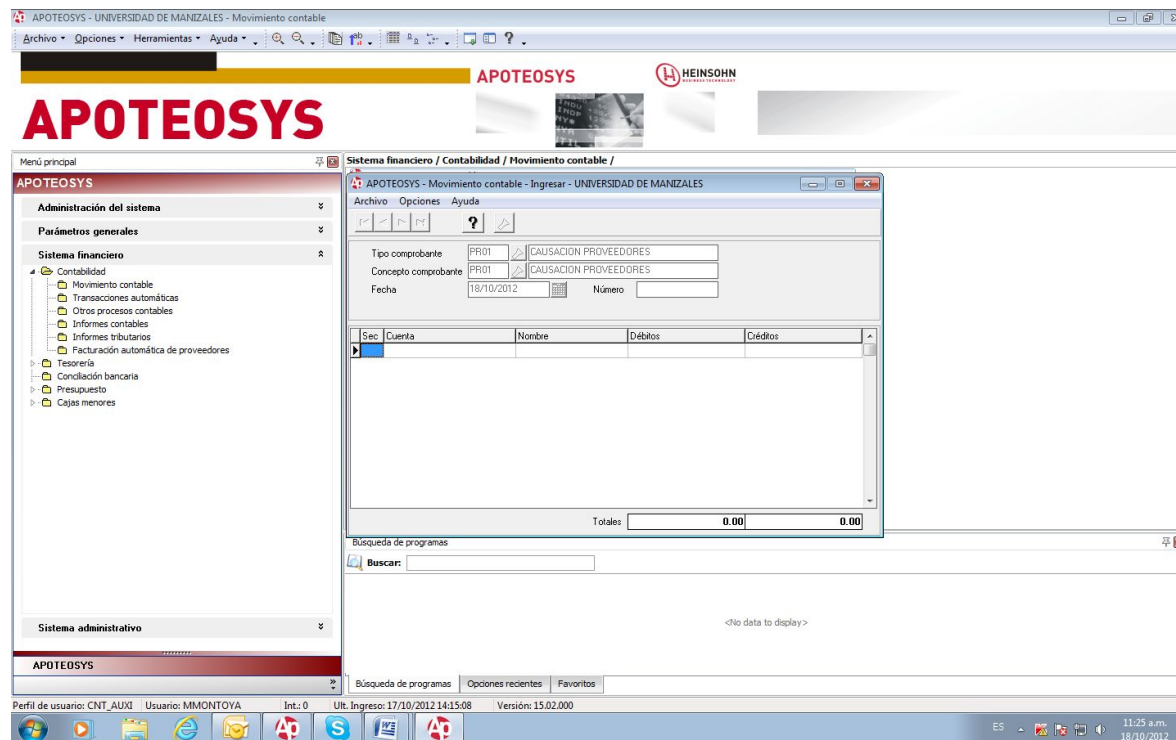 APOTEOSYS - UNIVERSIDAD DE MANIZALES - Movimiento contable
Archivo Opciones Herramientas Ayuda
APOTEOSYS
HEINSOHN
BUSINESS TECHNOLOGY
APOTEOSYS
Menú principal
Sistema financiero / Contabilidad / Movimiento contable /
APOTEOSYS
Administración del sistema
Parámetros generales
Sistema financiero
Contabilidad
Movimiento contable
Transacciones automáticas
Otros procesos contables
Informes contables
Informes tributarios
Facturación automática de proveedores
Tesorería
Conciliación bancaria
Presupuesto
Cajas menores
Sistema administrativo
APOTEOSYS
APOTEOSYS - Movimiento contable - Ingresar - UNIVERSIDAD DE MANIZALES
Archivo Opciones Ayuda
Tipo comprobante PR01 CAUSACION PROVEEDORES
Concepto comprobante PR01 CAUSACION PROVEEDORES
Fecha 18/10/2012 Número
Sec Cuenta Nombre Débitos Créditos
Totales 0.00 0.00
Búsqueda de programas
Buscar:
<No data to display>
Búsqueda de programas Opciones recientes Favoritos
Perfil de usuario: CNT_AUXI Usuario: MMONTOYA Int.: 0 Ult. Ingreso: 17/10/2012 14:15:08 Versión: 15.02.000
ES 11:25 a.m.
18/10/2012